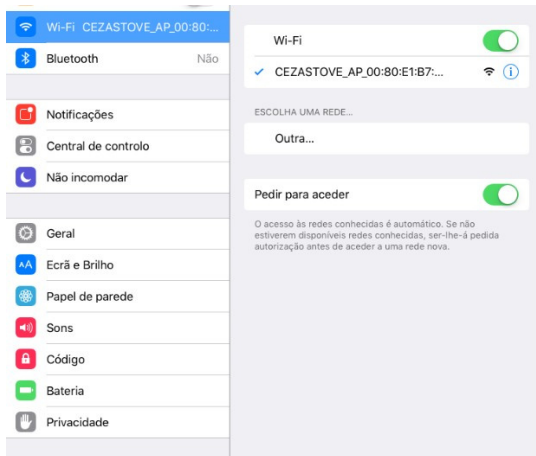 Wi-Fi CEZASTOVE_AP_00:80:...
Bluetooth Não
Notificações
Central de controlo
Não incomodar
Geral
Ecrã e Brilho
Papel de parede
Sons
Código
Bateria
Privacidade
Wi-Fi
CEZASTOVE_AP_00:80:E1:B7:...
ESCOLHA UMA REDE...
Outra...
Pedir para aceder
O acesso às redes conhecidas é automático. Se não
estiverem disponíveis redes conhecidas, ser-lhe-á pedida
autorização antes de aceder a uma rede nova.